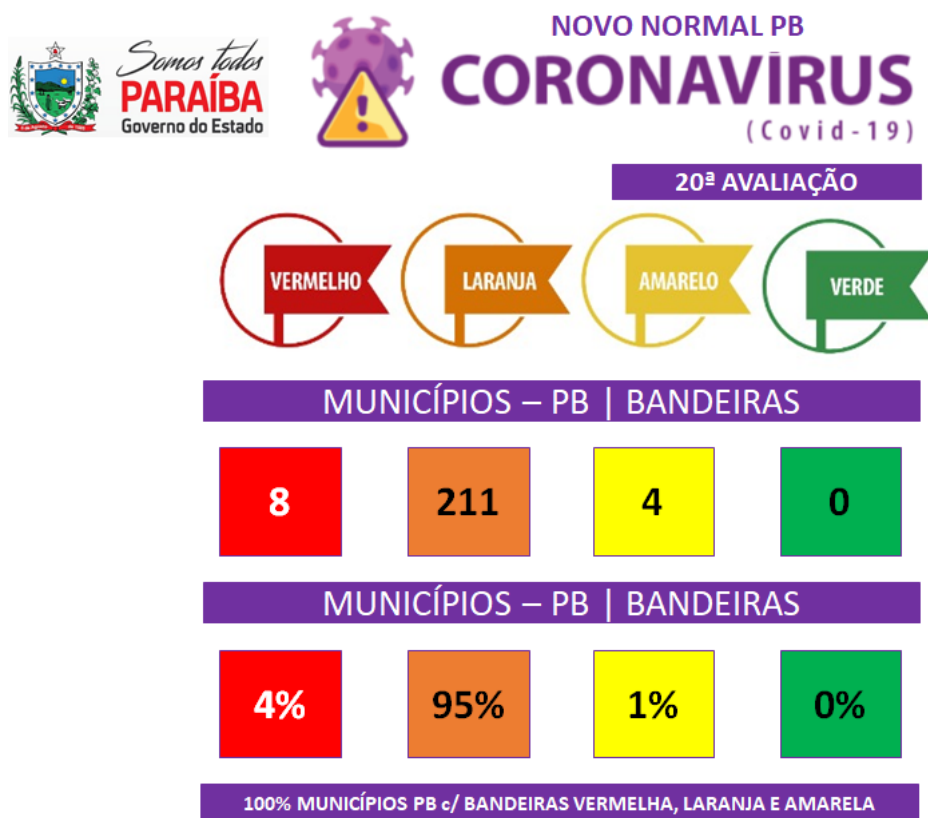 Somos todos
PARAÍBA
Governo do Estado
NOVO NORMAL PB
CORONAVÍRUS
(Covid-19)
20ª AVALIAÇÃO
VERMELHO
LARANJA
AMARELO
VERDE
MUNICÍPIOS – PB | BANDEIRAS
8
211
4
0
MUNICÍPIOS – PB | BANDEIRAS
4%
95%
1%
0%
100% MUNICÍPIOS PB c/ BANDEIRAS VERMELHA, LARANJA E AMARELA